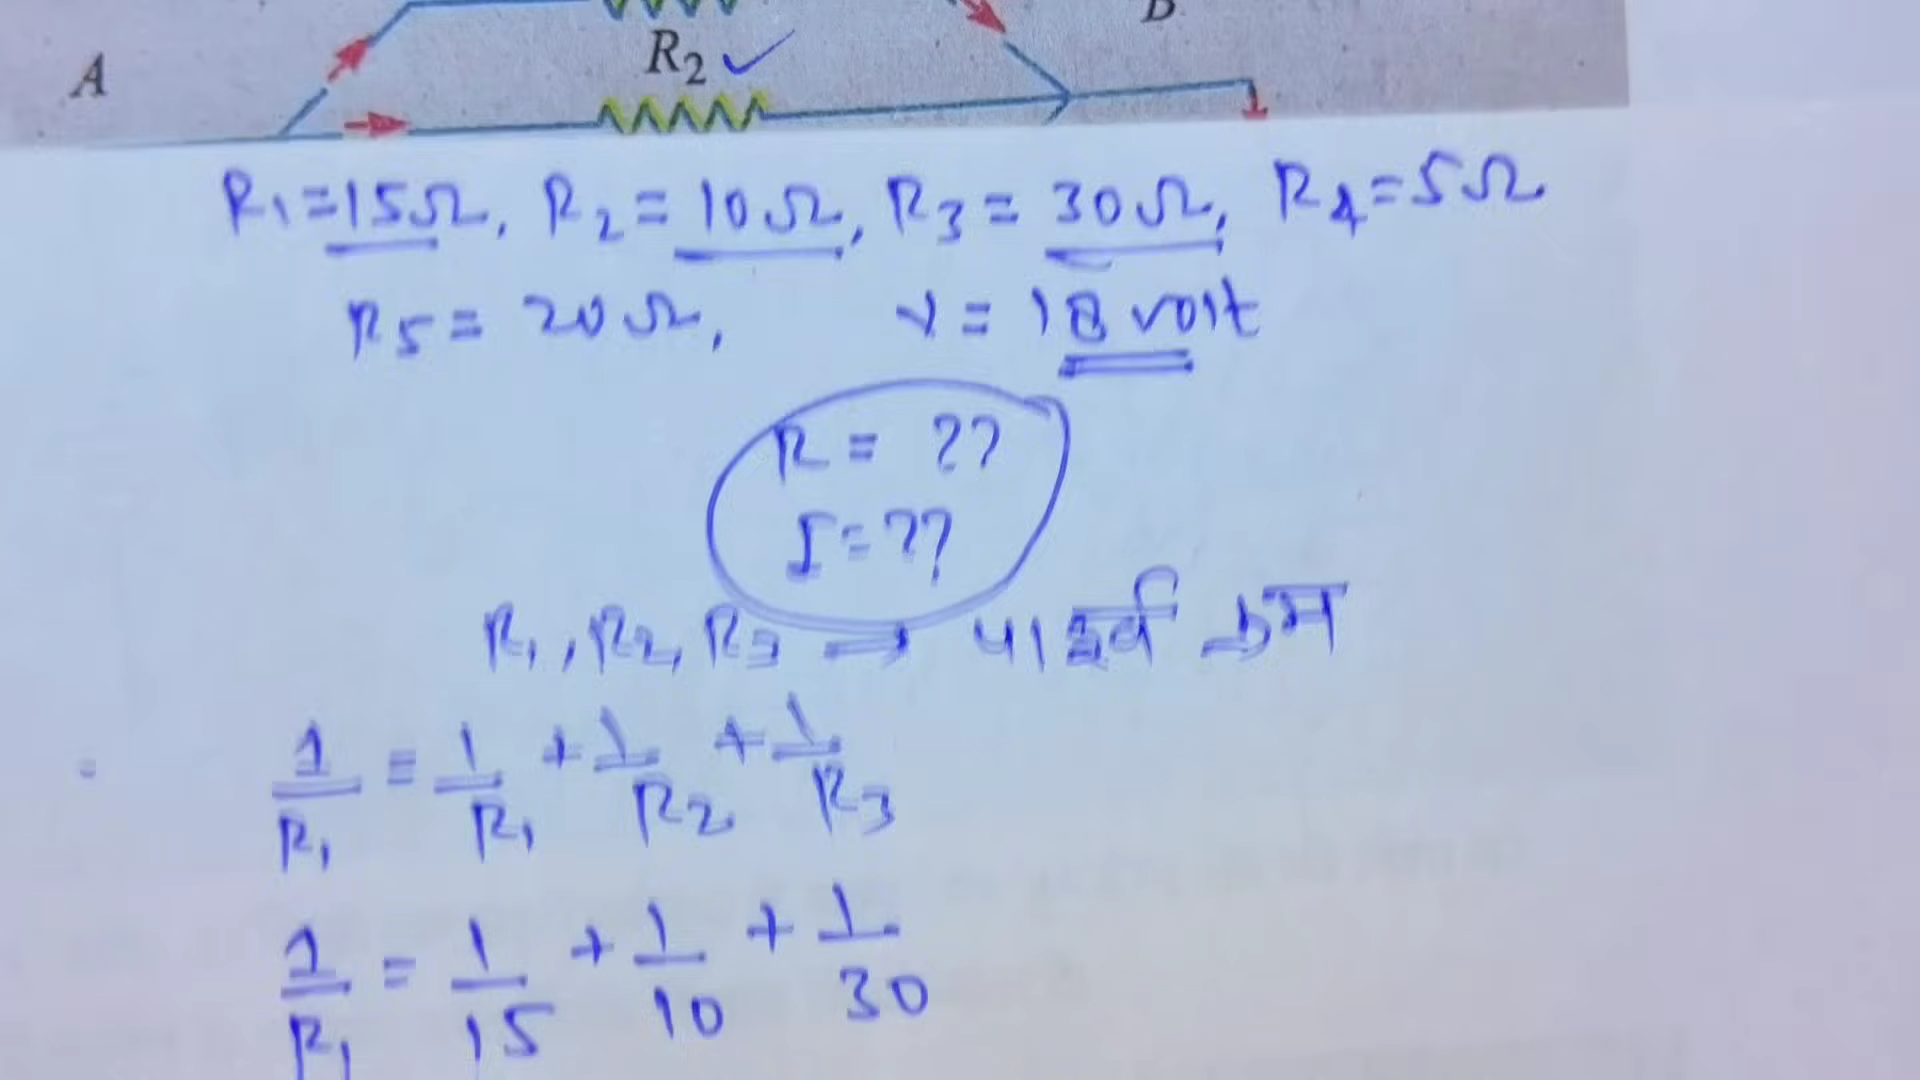 B
A
R2
R1=15Ω, R2=10Ω, R3=30Ω, R4=5Ω
R5=20Ω, V=18 volt
R=??
I=??
R1,R2,R3 → पार्श्व क्रम
1/R1 = 1/R1 + 1/R2 + 1/R3
1/R1 = 1/15 + 1/10 + 1/30